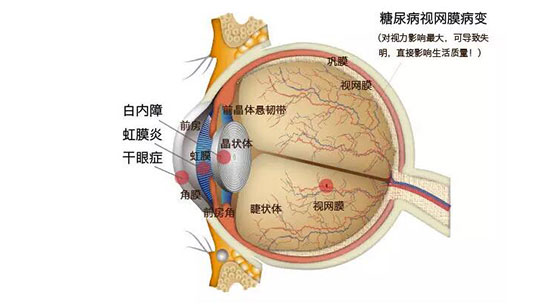 糖尿病视网膜病变
(对视力影响最大，可导致失
明，直接影响生活质量！)
巩膜
视网膜
白内障
虹膜炎
干眼症
前房
前晶体悬韧带
虹膜
晶状体
角膜
前房角
睫状体
视网膜